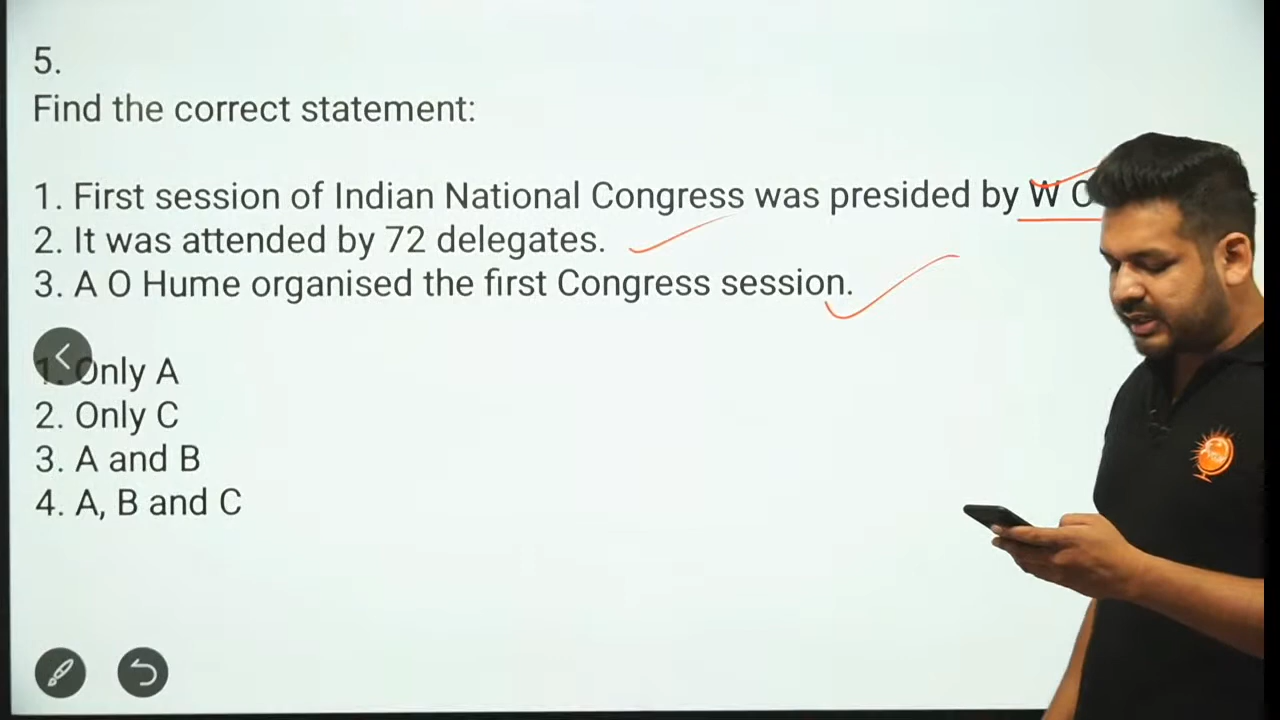 5.
Find the correct statement:
1. First session of Indian National Congress was presided by W
2. It was attended by 72 delegates.
3. A O Hume organised the first Congress session.
1. Only A
2. Only C
3. A and B
4. A, B and C